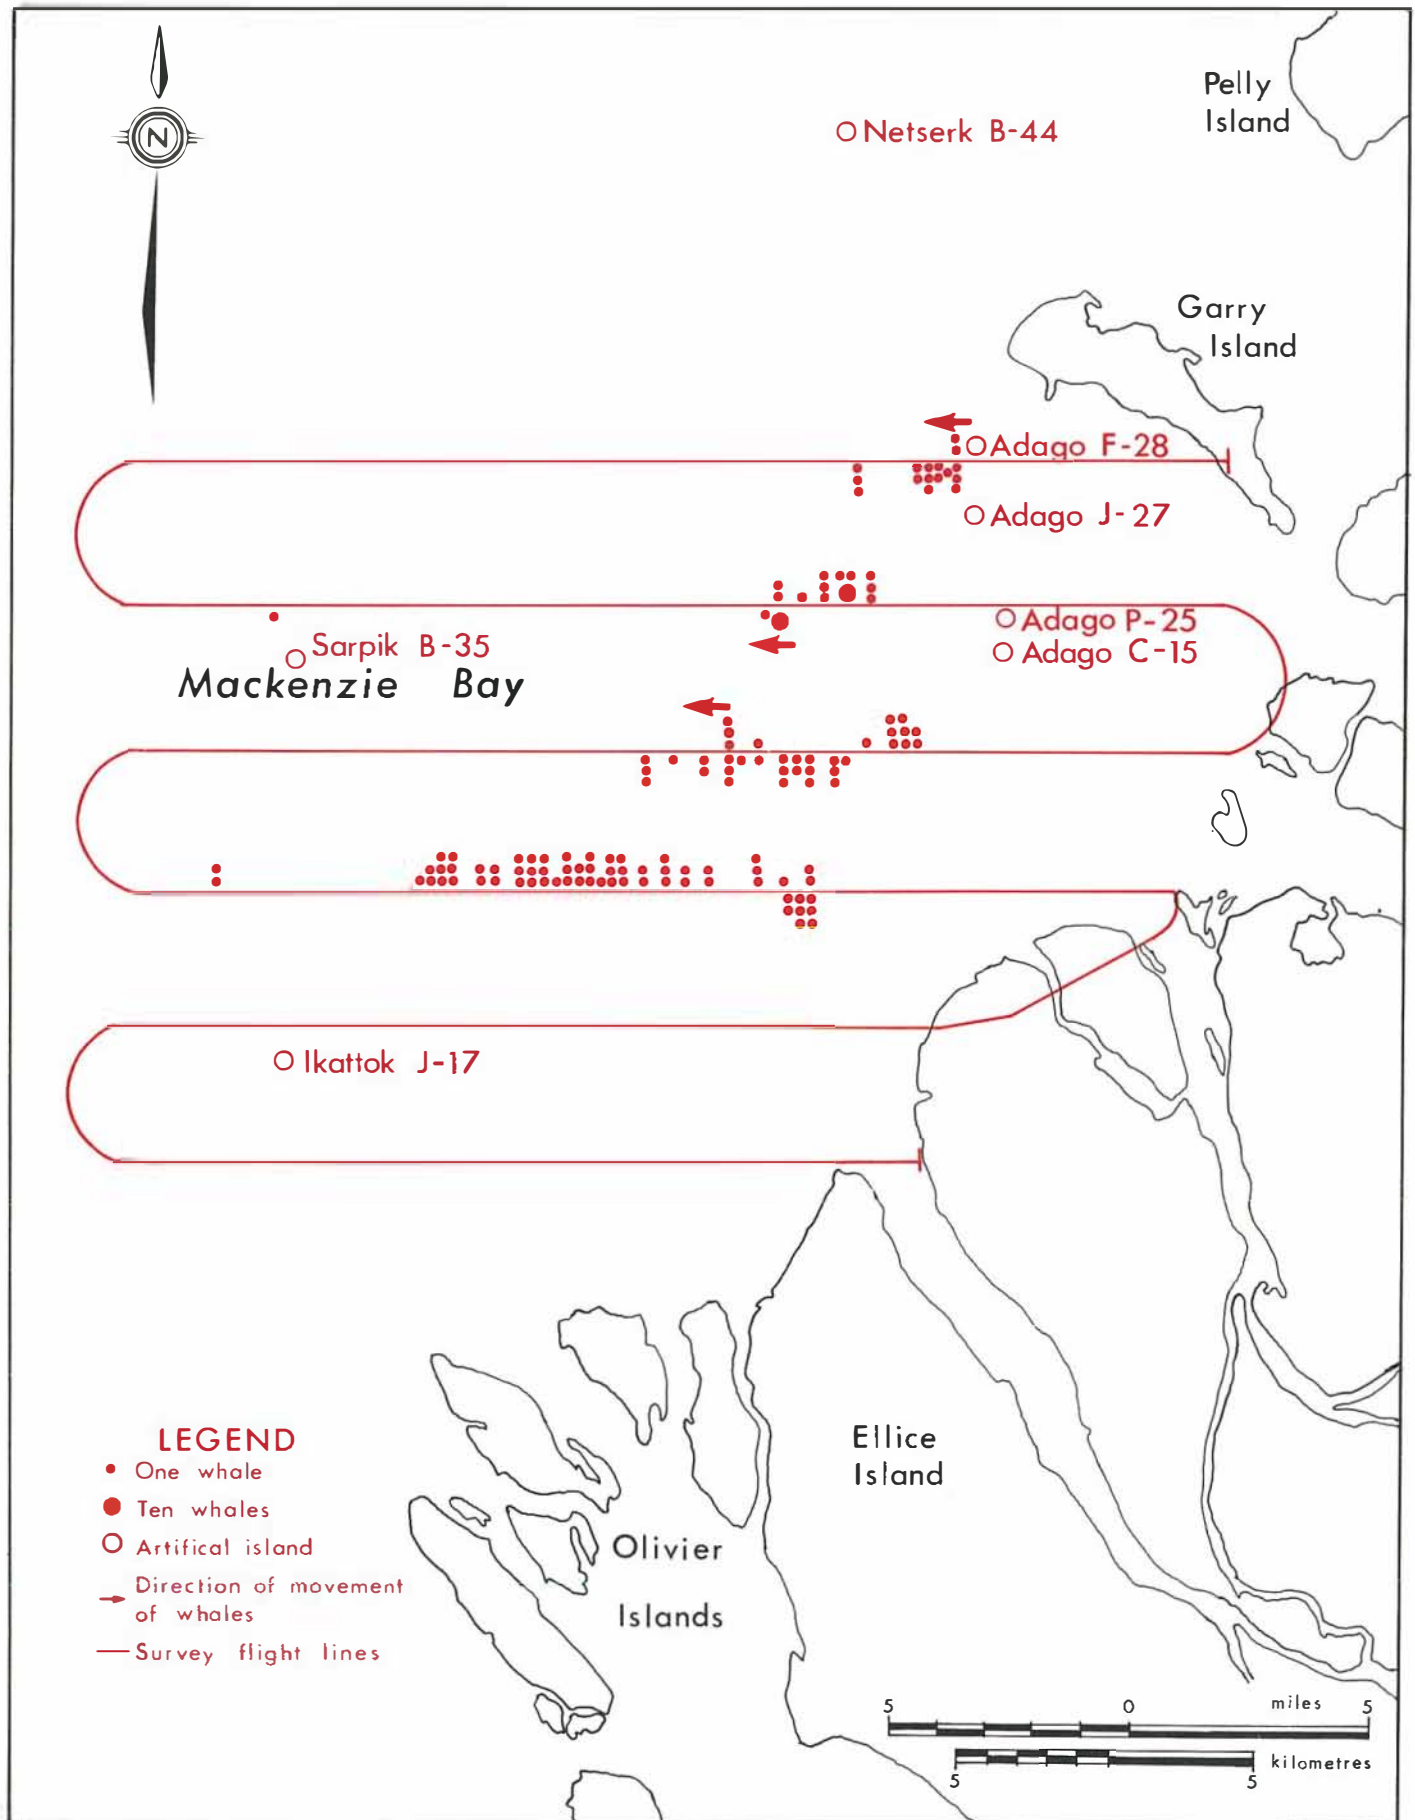 Pelly
Island
N
Netserk B-44
Garry
Island
Adago F-28
Adago J-27
Adago P-25
Sarpik B-35
Adago C-15
Mackenzie Bay
Ikattok J-17
LEGEND
One whale
Ten whales
Artifical island
Direction of movement
of whales
Survey flight lines
Ellice
Island
Olivier
Islands
5 0 miles 5
kilometres
5 5